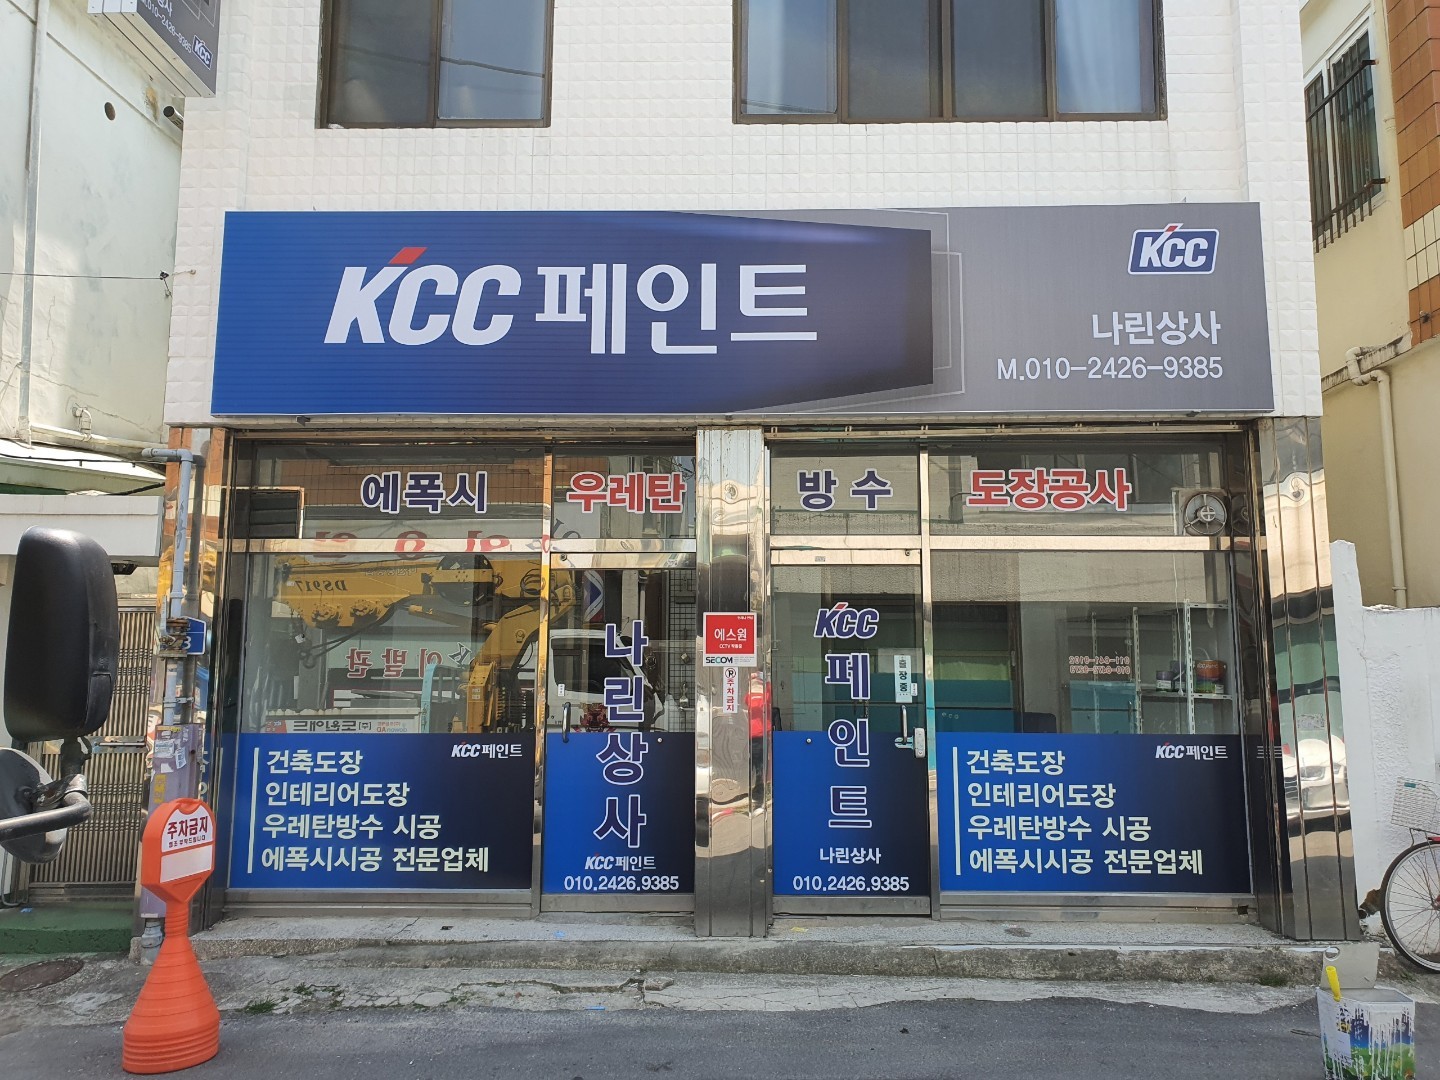 KCC
KCC 페인트
KCC
나린상사
M.010-2426-9385
에폭시 우레탄 방수 도장공사
DS917
나린상사
KCC 페인트
010.2426.9385
에스원
SECOM
주차금지
KCC
페인트
출장중
나린상사
010.2426.9385
KCC 페인트
건축도장
인테리어도장
우레탄방수 시공
에폭시시공 전문업체
KCC 페인트
건축도장
인테리어도장
우레탄방수 시공
에폭시시공 전문업체
주차금지